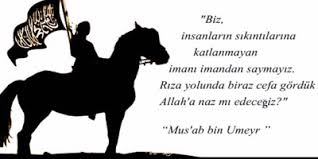 "Biz,
insanların sıkıntılarına
katlanmayan
imanı imandan saymayız.
Rıza yolunda biraz cefa gördük
Allah'a naz mı edeceğiz?"
“Mus'ab bin Umeyr ”